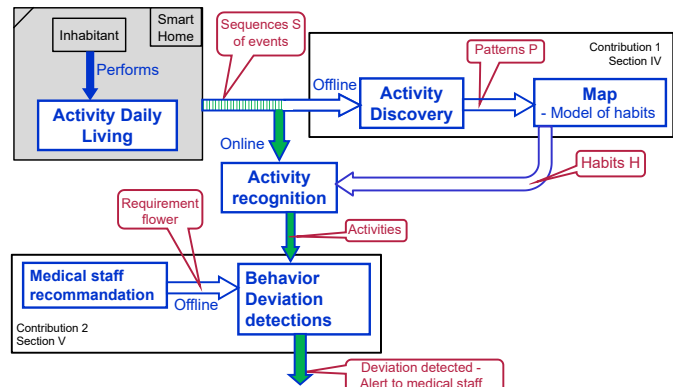 Inhabitant
Smart
Home
Performs
Activity Daily
Living
Sequences S
of events
Offline
Online
Patterns P
Contribution 1
Section IV
Activity
Discovery
Map
- Model of habits
Habits H
Activity
recognition
Requirement
flower
Activities
Medical staff
recommandation
Offline
Behavior
Deviation
detections
Contribution 2
Section V
Deviation detected -
Alert to medical staff